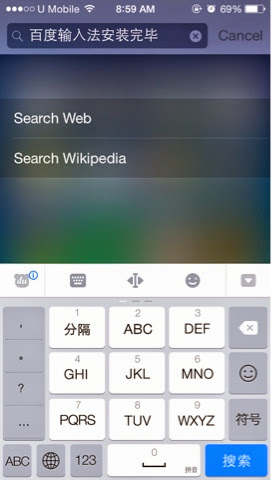 U Mobile 8:59 AM 69%
百度输入法安装完毕 Cancel
Search Web
Search Wikipedia
du
, 1 分隔 2 ABC 3 DEF
。 4 GHI 5 JKL 6 MNO
? 7 PQRS 8 TUV 9 WXYZ 符号
...
ABC 123 0 拼音 搜索